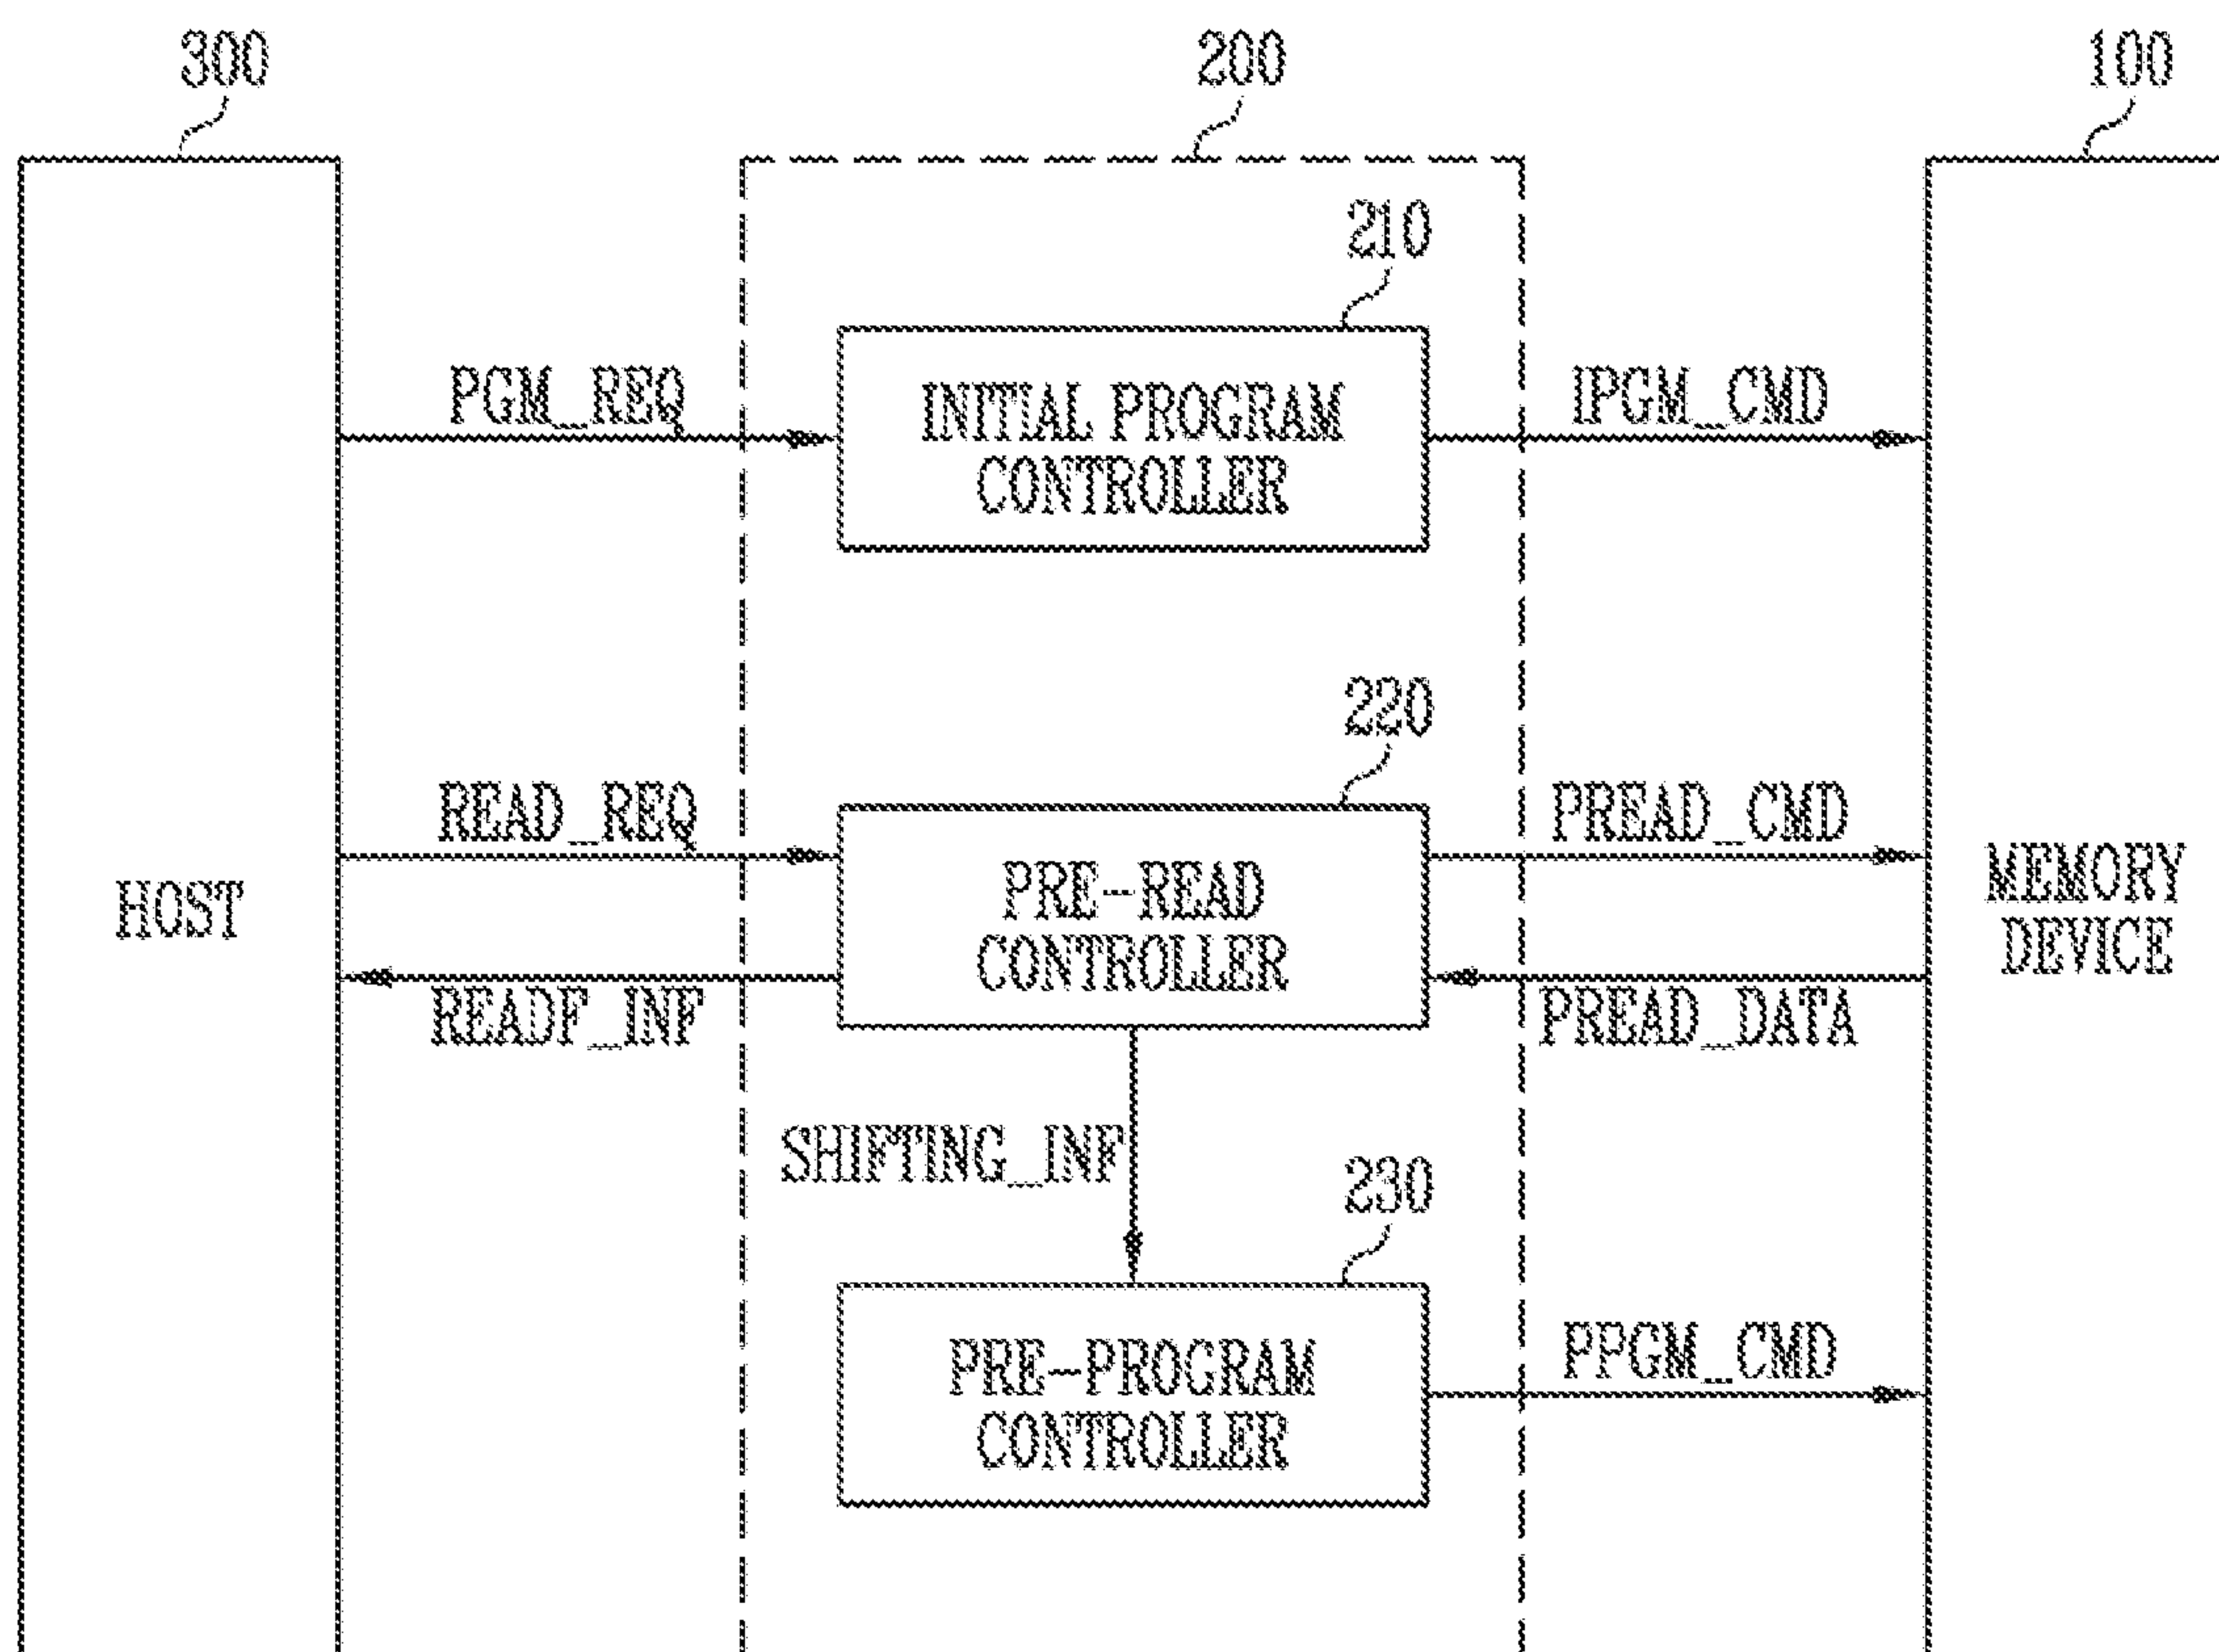 300
200
100
210
PGM_REQ
INITIAL PROGRAM
CONTROLLER
IPGM_CMD
220
READ_REQ
PRE-READ
CONTROLLER
PREAD_CMD
HOST
MEMORY
DEVICE
READF_INF
PREAD_DATA
SHIFTING_INF
230
PRE-PROGRAM
CONTROLLER
PPGM_CMD